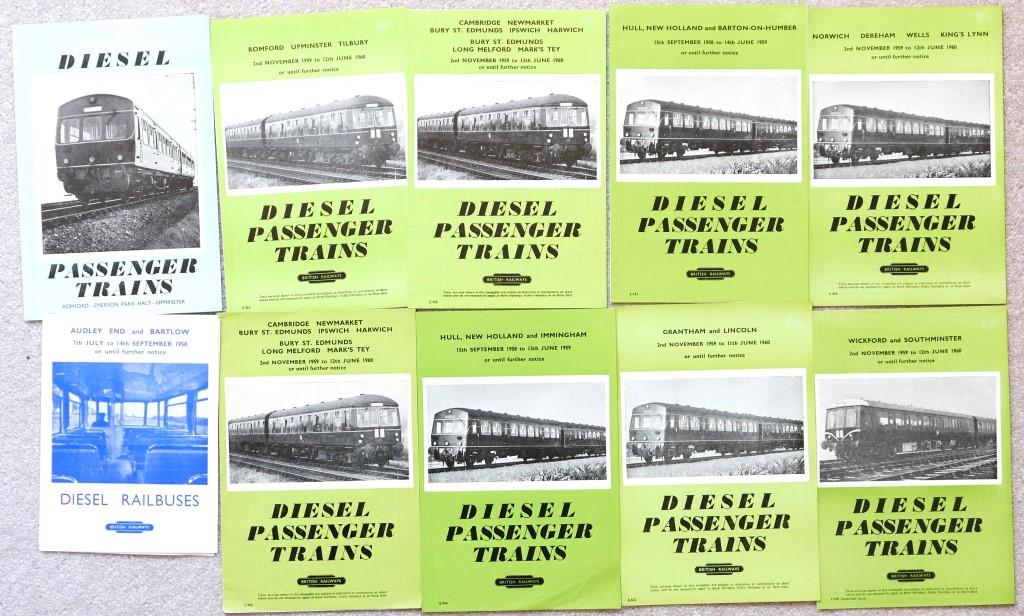 DIESEL
PASSENGER
TRAINS
ROMFORD - EMERSON PARK HALT - UPMINSTER
ROMFORD UPMINSTER TILBURY
2nd NOVEMBER 1959 to 12th JUNE 1960
or until further notice
DIESEL
PASSENGER
TRAINS
BRITISH RAILWAYS
CAMBRIDGE NEWMARKET
BURY ST. EDMUNDS IPSWICH HARWICH
BURY ST. EDMUNDS
LONG MELFORD MARK'S TEY
2nd NOVEMBER 1959 to 12th JUNE 1960
or until further notice
DIESEL
PASSENGER
TRAINS
BRITISH RAILWAYS
HULL, NEW HOLLAND and BARTON-ON-HUMBER
15th SEPTEMBER 1958 to 14th JUNE 1959
or until further notice
DIESEL
PASSENGER
TRAINS
BRITISH RAILWAYS
NORWICH DEREHAM WELLS KING'S LYNN
2nd NOVEMBER 1959 to 12th JUNE 1960
or until further notice
DIESEL
PASSENGER
TRAINS
BRITISH RAILWAYS
AUDLEY END and BARTLOW
7th JULY to 14th SEPTEMBER 1958
or until further notice
DIESEL RAILBUSES
BRITISH RAILWAYS
CAMBRIDGE NEWMARKET
BURY ST. EDMUNDS IPSWICH HARWICH
BURY ST. EDMUNDS
LONG MELFORD MARK'S TEY
2nd NOVEMBER 1959 to 12th JUNE 1960
or until further notice
DIESEL
PASSENGER
TRAINS
BRITISH RAILWAYS
HULL, NEW HOLLAND and IMMINGHAM
15th SEPTEMBER 1958 to 13th JUNE 1959
or until further notice
DIESEL
PASSENGER
TRAINS
BRITISH RAILWAYS
GRANTHAM and LINCOLN
2nd NOVEMBER 1959 to 11th JUNE 1960
or until further notice
DIESEL
PASSENGER
TRAINS
BRITISH RAILWAYS
WICKFORD and SOUTHMINSTER
2nd NOVEMBER 1959 to 12th JUNE 1960
or until further notice
DIESEL
PASSENGER
TRAINS
BRITISH RAILWAYS